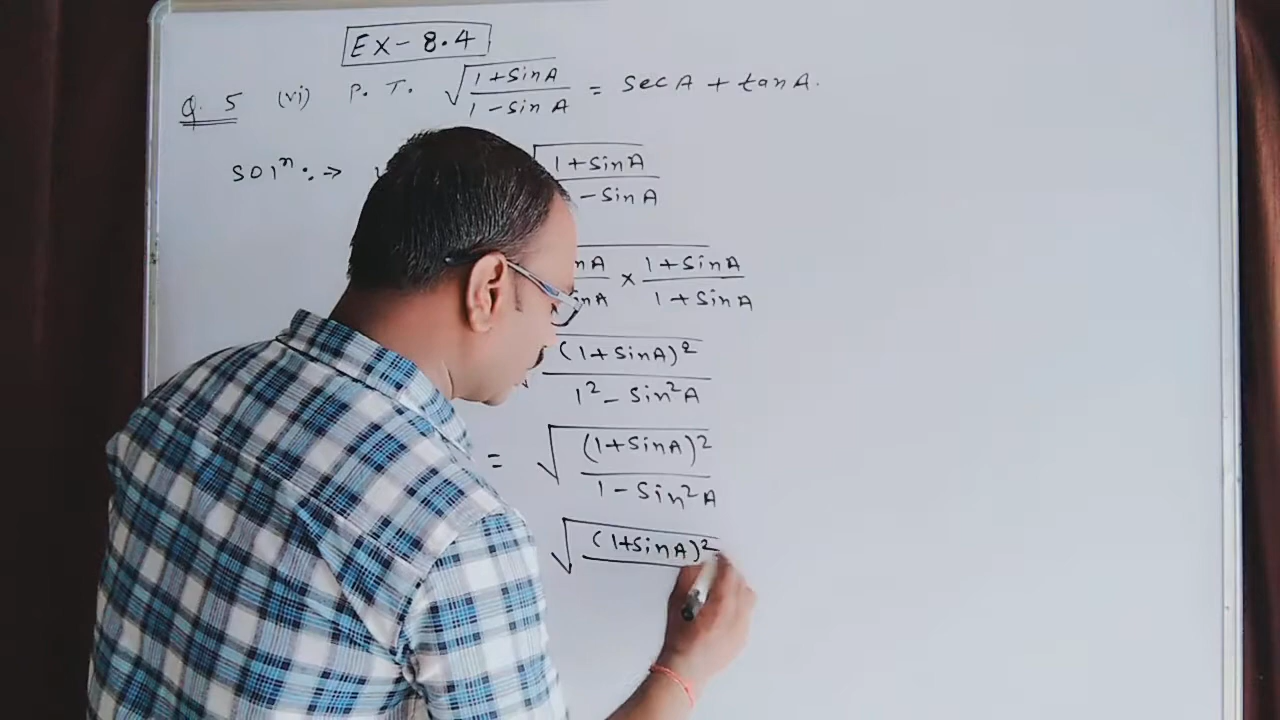 EX-8.4
Q. 5 (vi) P. T. √(1+sinA)/(1-sinA) = secA + tanA.
Solⁿ:→ √(1+sinA)/-sinA
nA/inA × (1+sinA)/(1+sinA)
(1+sinA)²/1²-sin²A
= √(1+sinA)²/1-sin²A
√(1+sinA)²